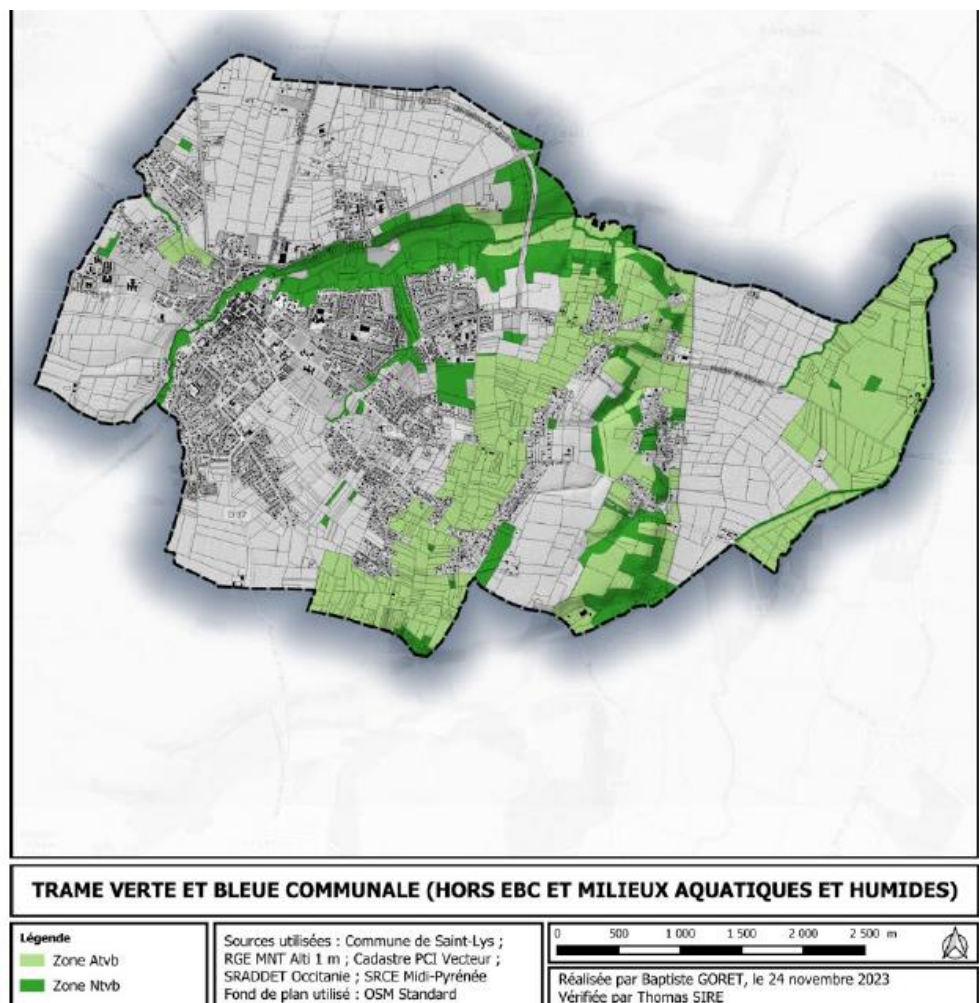 TRAME VERTE ET BLEUE COMMUNALE (HORS EBC ET MILIEUX AQUATIQUES ET HUMIDES)
Légende
Zone Atvb
Zone Ntvb
Sources utilisées : Commune de Saint-Lys ;
RGE MNT Alti 1 m ; Cadastre PCI Vecteur ;
SRADDET Occitanie ; SRCE Midi-Pyrénée
Fond de plan utilisé : OSM Standard
0 500 1 000 1 500 2 000 2 500 m
Réalisée par Baptiste GORET, le 24 novembre 2023
Vérifiée par Thomas SIRE